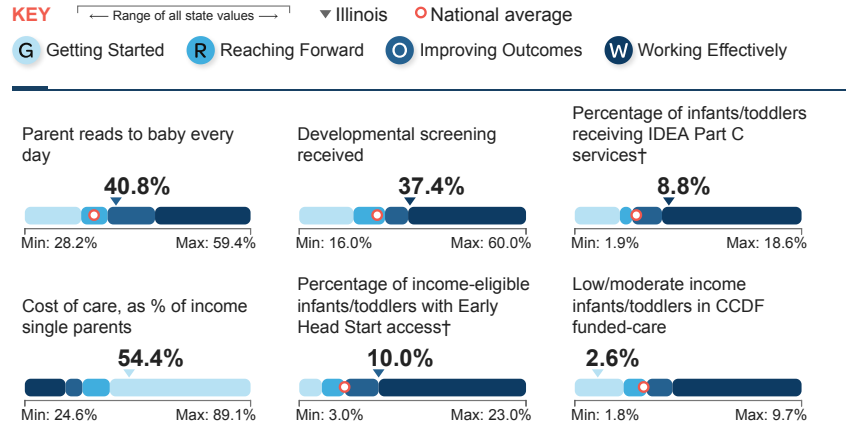 KEY
Range of all state values
Illinois
National average
G Getting Started
R Reaching Forward
O Improving Outcomes
W Working Effectively
Parent reads to baby every
day
40.8%
Min: 28.2% Max: 59.4%
Developmental screening
received
37.4%
Min: 16.0% Max: 60.0%
Percentage of infants/toddlers
receiving IDEA Part C
services†
8.8%
Min: 1.9% Max: 18.6%
Cost of care, as % of income
single parents
54.4%
Min: 24.6% Max: 89.1%
Percentage of income-eligible
infants/toddlers with Early
Head Start access†
10.0%
Min: 3.0% Max: 23.0%
Low/moderate income
infants/toddlers in CCDF
funded-care
2.6%
Min: 1.8% Max: 9.7%